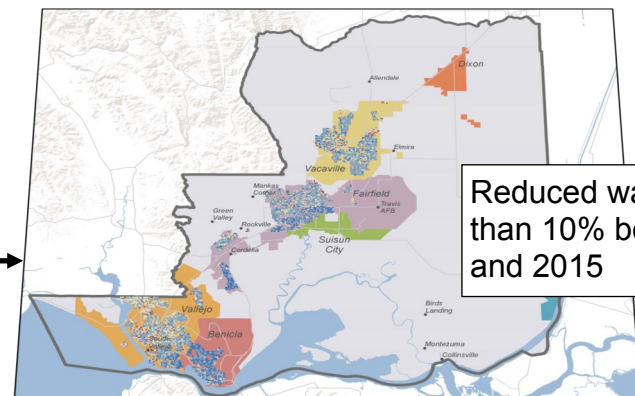 Dixon
Allendale
Elmira
Vacaville
Mankas
Corner
Fairfield
Travis
AFB
Green
Valley
Rockville
Suisun
City
Cordelia
Reduced wa
than 10% be
and 2015
Birds
Landing
Vallejo
Benicia
South
Montezuma
Collinsville